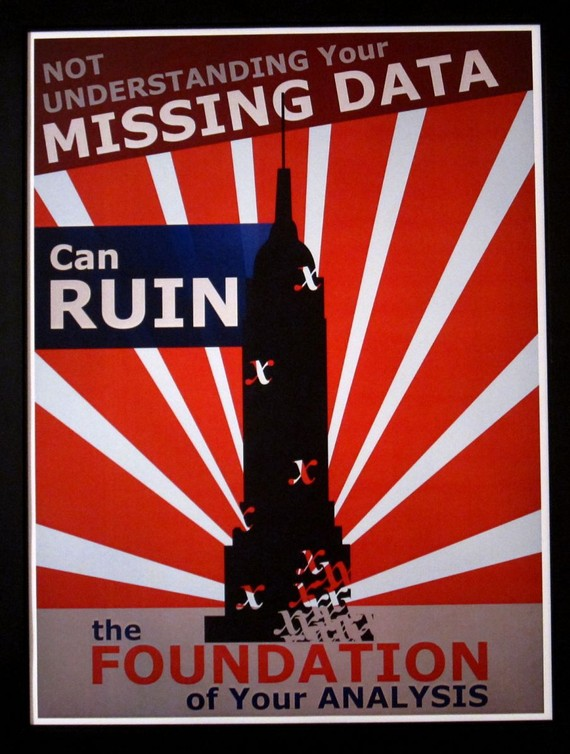 NOT
UNDERSTANDING Your
MISSING DATA
Can
RUIN
x
x
x
x
x
x
the
FOUNDATION
of Your ANALYSIS